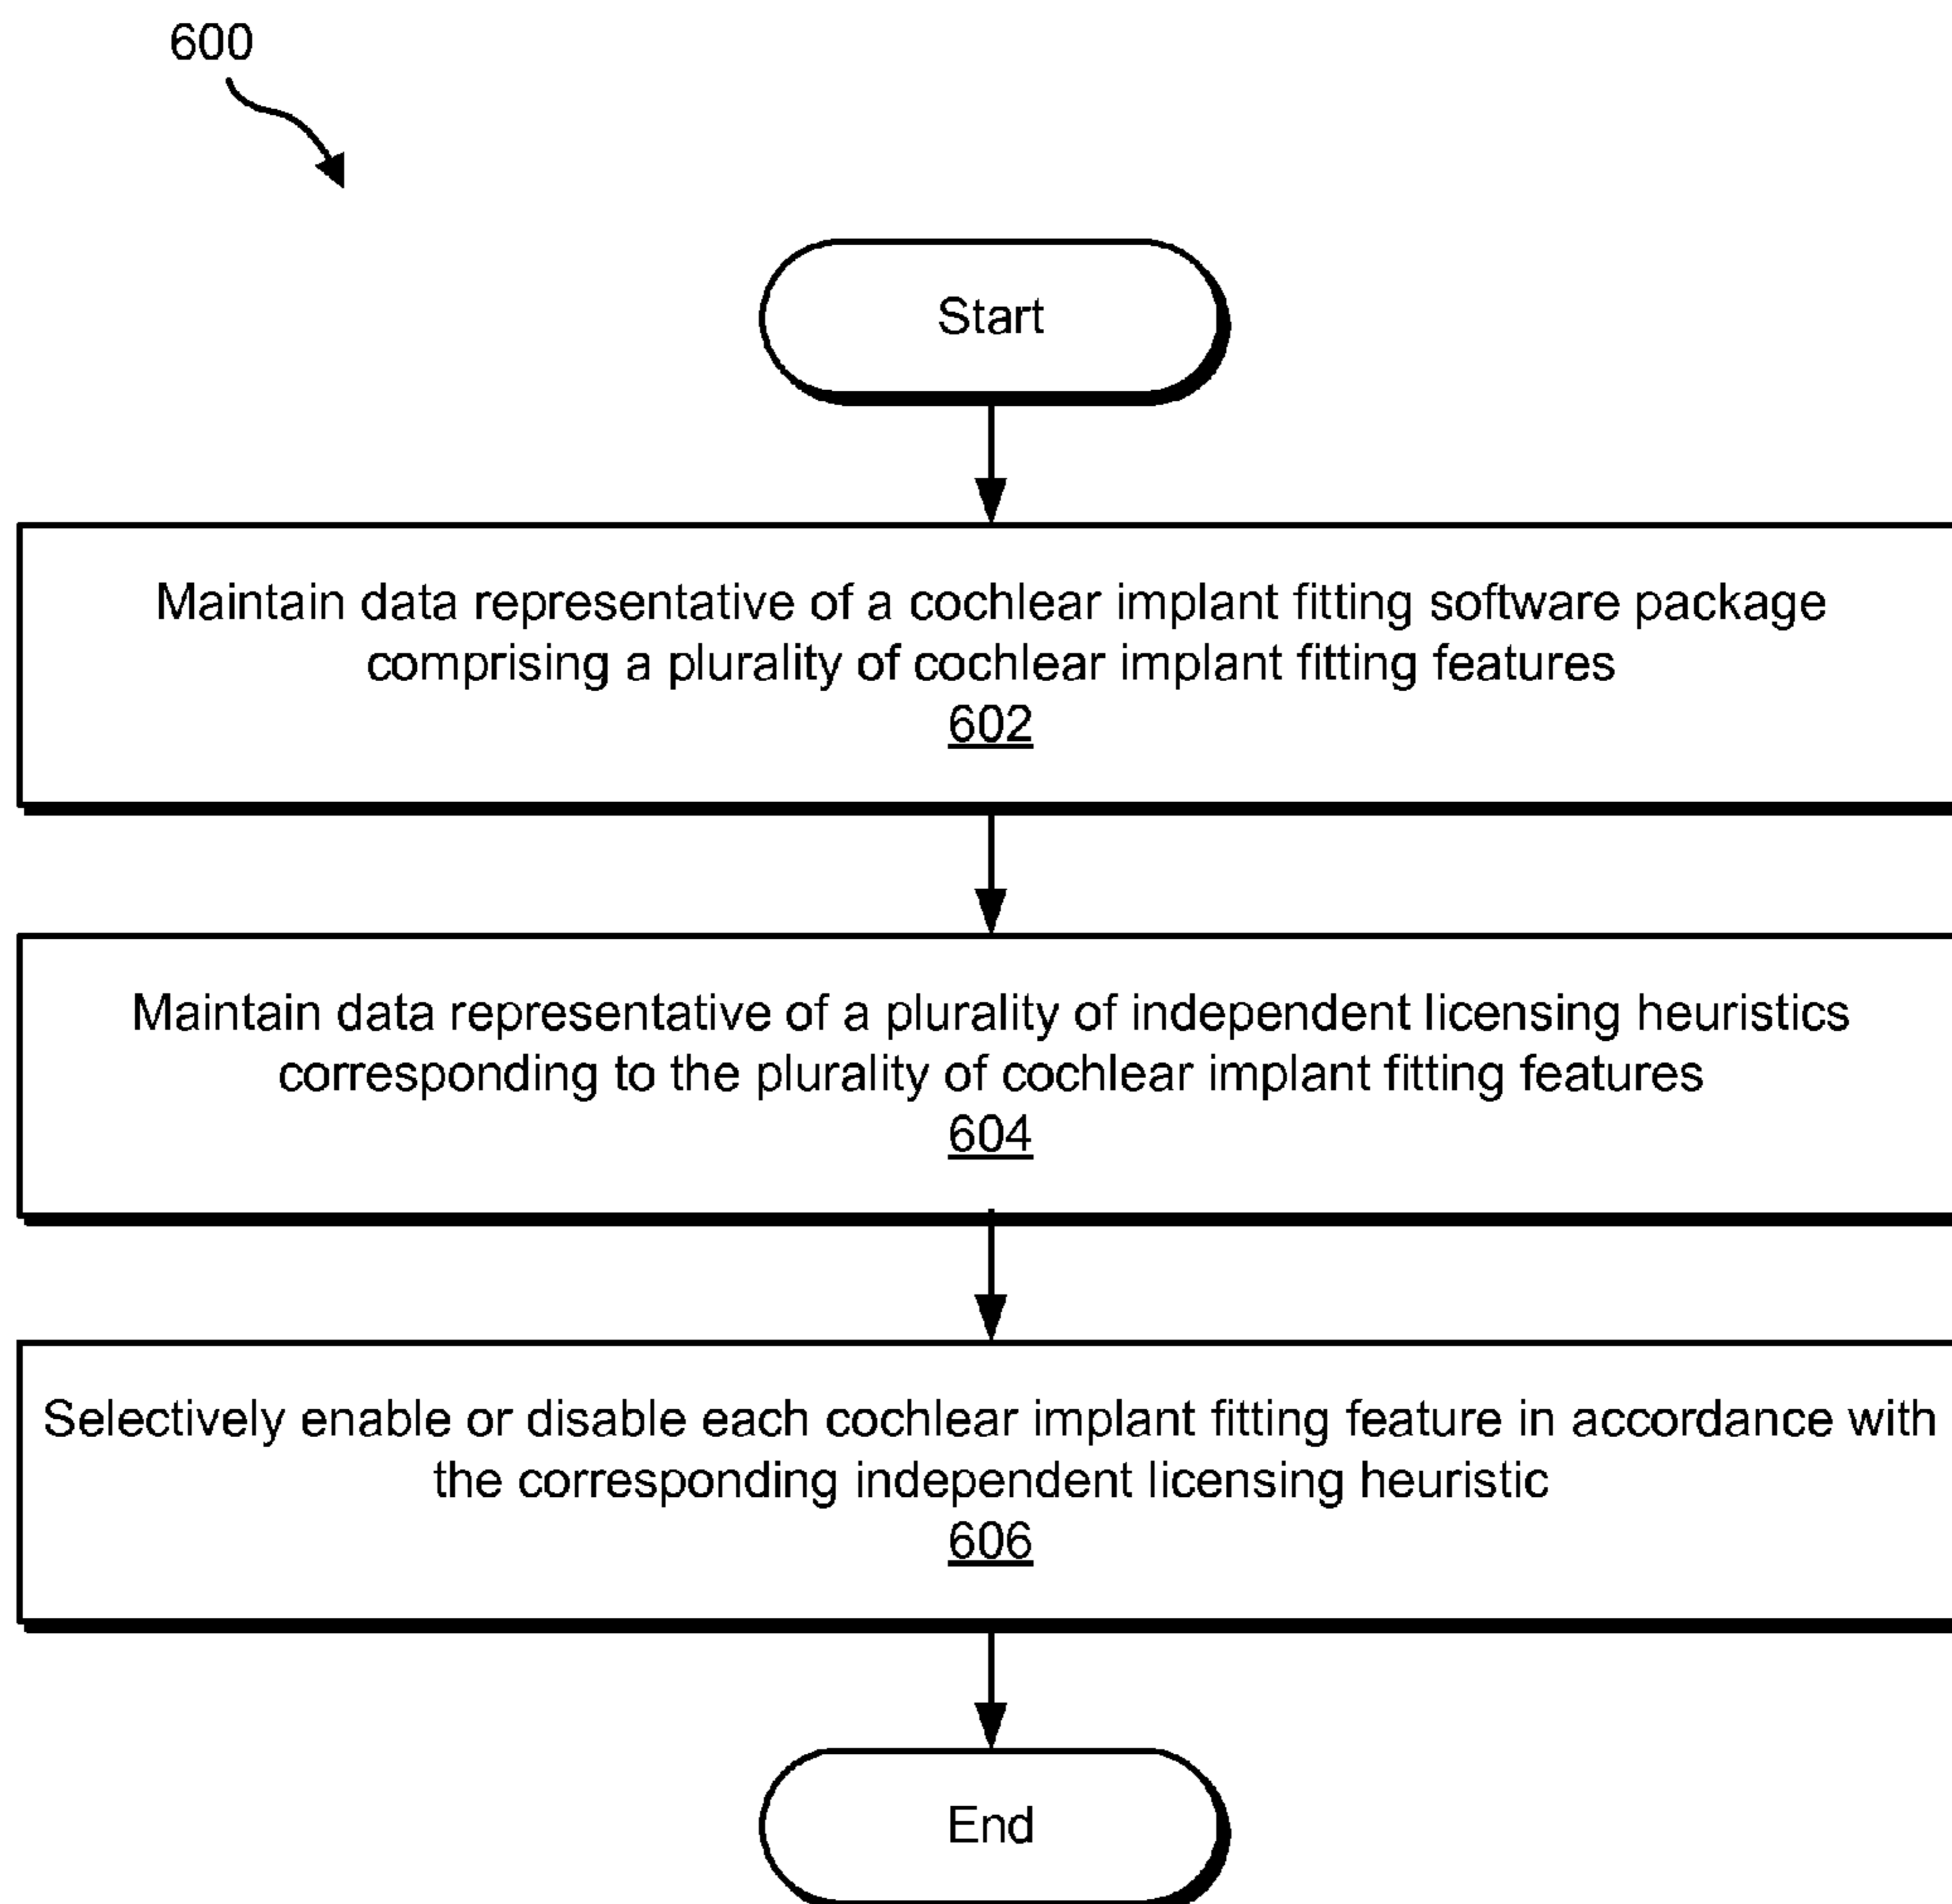 600
Start
Maintain data representative of a cochlear implant fitting software package
comprising a plurality of cochlear implant fitting features
602
Maintain data representative of a plurality of independent licensing heuristics
corresponding to the plurality of cochlear implant fitting features
604
Selectively enable or disable each cochlear implant fitting feature in accordance with
the corresponding independent licensing heuristic
606
End